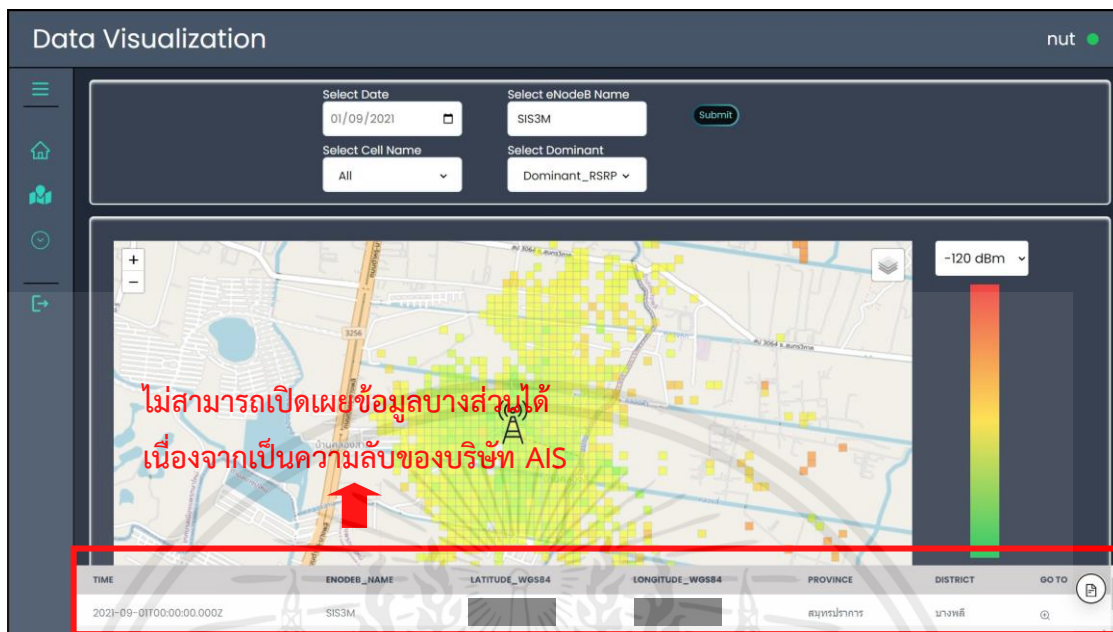 Data Visualization
nut
Select Date
Select eNodeB Name
01/09/2021
SIS3M
Submit
Select Cell Name
Select Dominant
All
Dominant_RSRP
+
−
-120 dBm
3256
ไม่สามารถเปิดเผยข้อมูลบางส่วนได้
เนื่องจากเป็นความลับของบริษัท AIS
TIME ENODEB_NAME LATITUDE_WGS84 LONGITUDE_WGS84 PROVINCE DISTRICT GO TO
2021-09-01T00:00:00.000Z SIS3M สมุทรปราการ บางพลี